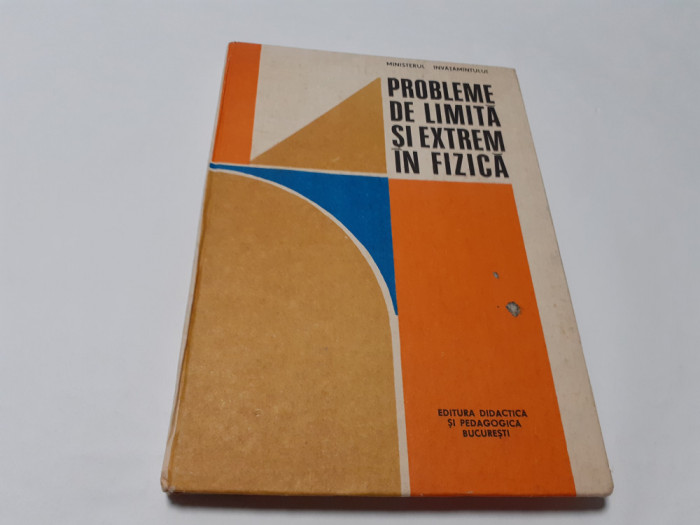 MINISTERUL ÎNVĂȚĂMÎNTULUI
PROBLEME
DE LIMITĂ
ȘI EXTREM
ÎN FIZICĂ
EDITURA DIDACTICĂ
ȘI PEDAGOGICĂ
BUCUREȘTI